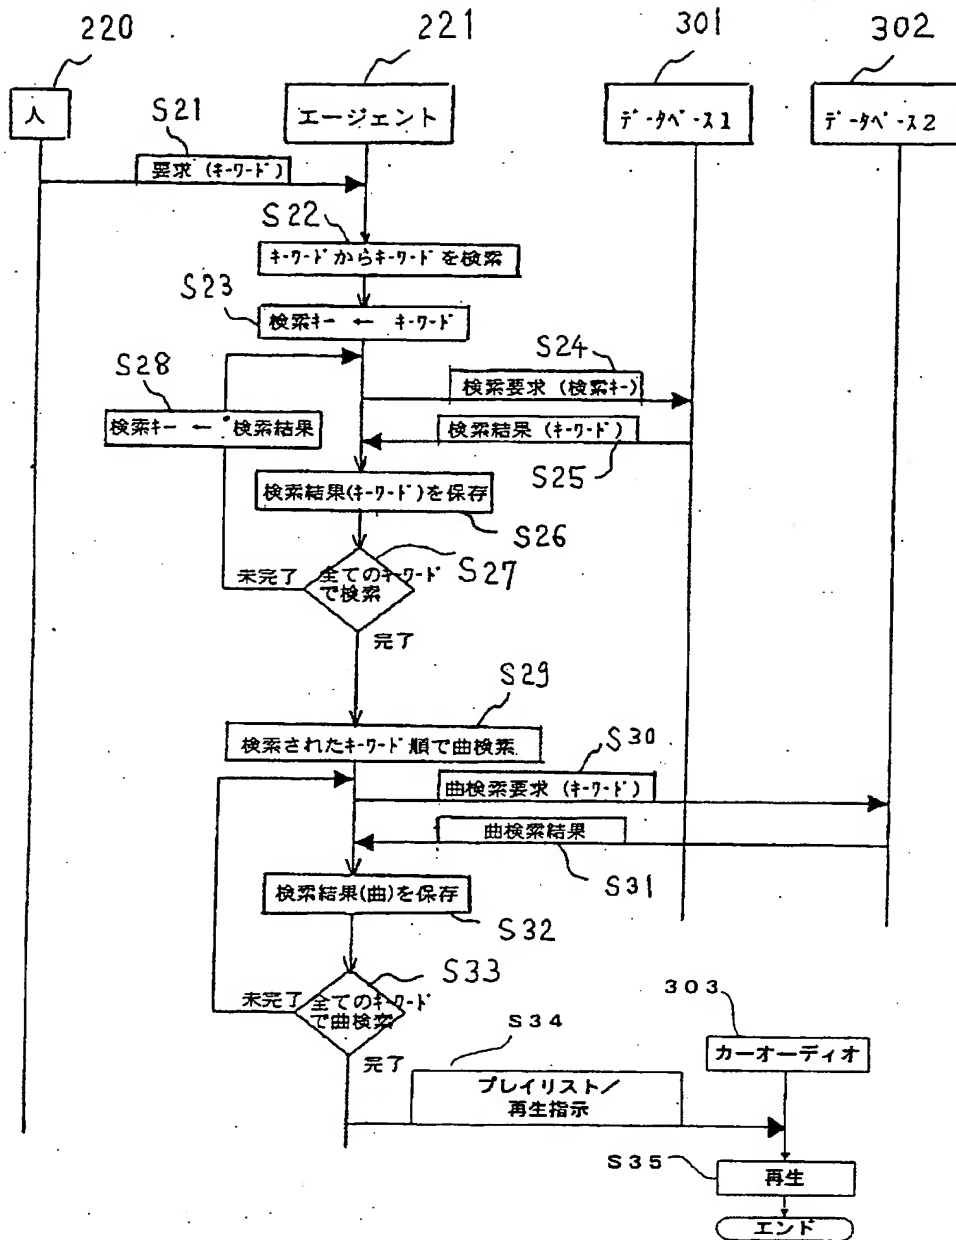 220
221
301
302
人
エージェント
データベース1
データベース2
S21
要求(キーワード)
S22
キーワードからキーワードを検索
S23
検索キー ← キーワード
S24
検索要求(検索キー)
S28
検索キー ← 検索結果
検索結果(キーワード)
S25
検索結果(キーワード)を保存
S26
S27
未完了
全てのキーワード
で検索
完了
S29
検索されたキーワード順で曲検索
S30
曲検索要求(キーワード)
曲検索結果
S31
検索結果(曲)を保存
S32
S33
未完了
全てのキーワード
で曲検索
完了
303
カーオーディオ
S34
プレイリスト/
再生指示
S35
再生
エンド